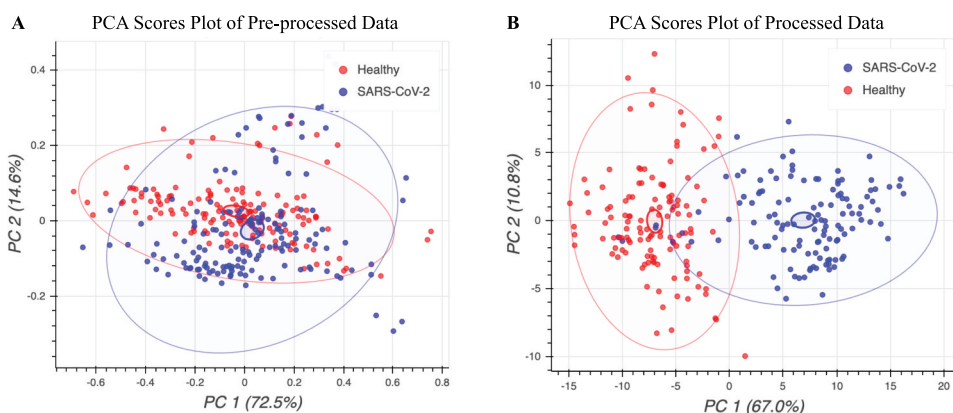 A PCA Scores Plot of Pre-processed Data
Healthy
SARS-CoV-2
PC 2 (14.6%)
0.4
0.2
0
-0.2
-0.6 -0.4 -0.2 0 0.2 0.4 0.6 0.8
PC 1 (72.5%)
B PCA Scores Plot of Processed Data
SARS-CoV-2
Healthy
PC 2 (10.8%)
10
5
0
-5
-10
-15 -10 -5 0 5 10 15 20
PC 1 (67.0%)